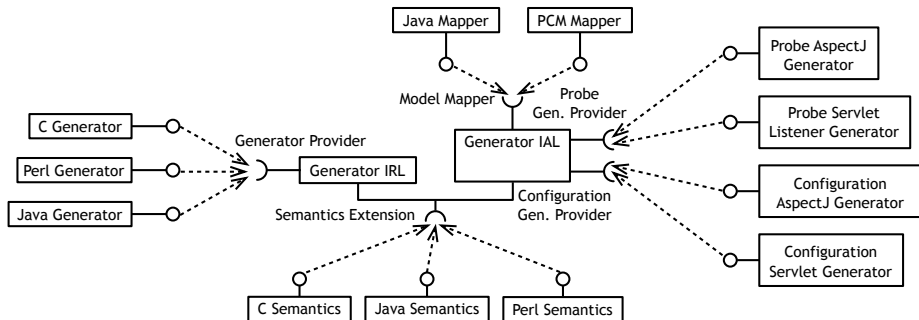 Java Mapper
PCM Mapper
Probe AspectJ
Generator
Model Mapper
Probe
Gen. Provider
C Generator
Generator Provider
Generator IAL
Probe Servlet
Listener Generator
Perl Generator
Generator IRL
Configuration
AspectJ Generator
Java Generator
Semantics Extension
Configuration
Gen. Provider
Configuration
Servlet Generator
C Semantics
Java Semantics
Perl Semantics